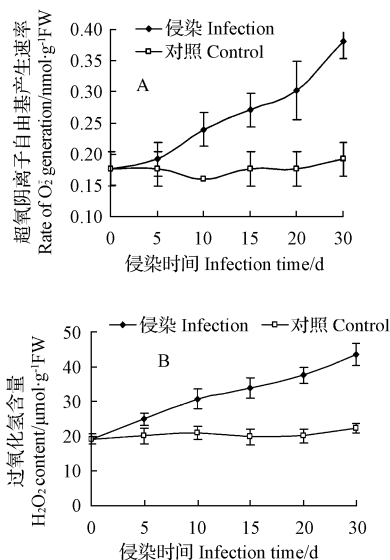 侵染 Infection
对照 Control
A
0.40
0.35
0.30
0.25
0.20
0.15
0.10
0 5 10 15 20 30
侵染时间 Infection time/d
超氧阴离子自由基产生速率
Rate of O₂⁻ generation/nmol·g⁻¹FW
侵染 Infection 对照 Control
B
50
40
30
20
10
0
0 5 10 15 20 30
侵染时间 Infection time/d
过氧化氢含量
H₂O₂ content/μmol·g⁻¹FW